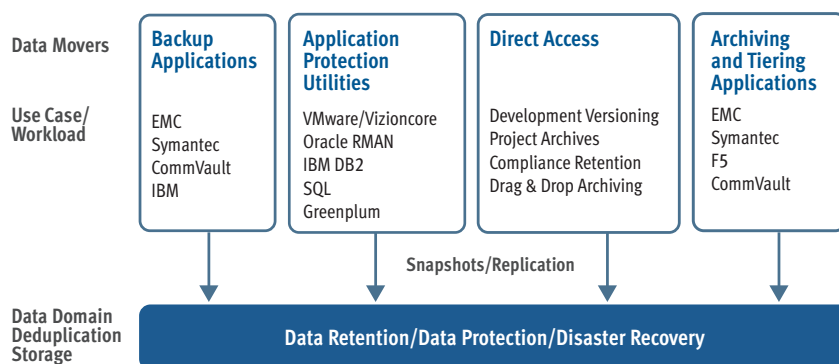 Data Movers
Backup
Applications
Application
Protection
Utilities
Direct Access
Archiving
and Tiering
Applications
Use Case/
Workload
EMC
Symantec
CommVault
IBM
VMware/Vizioncore
Oracle RMAN
IBM DB2
SQL
Greenplum
Development Versioning
Project Archives
Compliance Retention
Drag & Drop Archiving
EMC
Symantec
F5
CommVault
Snapshots/Replication
Data Domain
Deduplication
Storage
Data Retention/Data Protection/Disaster Recovery